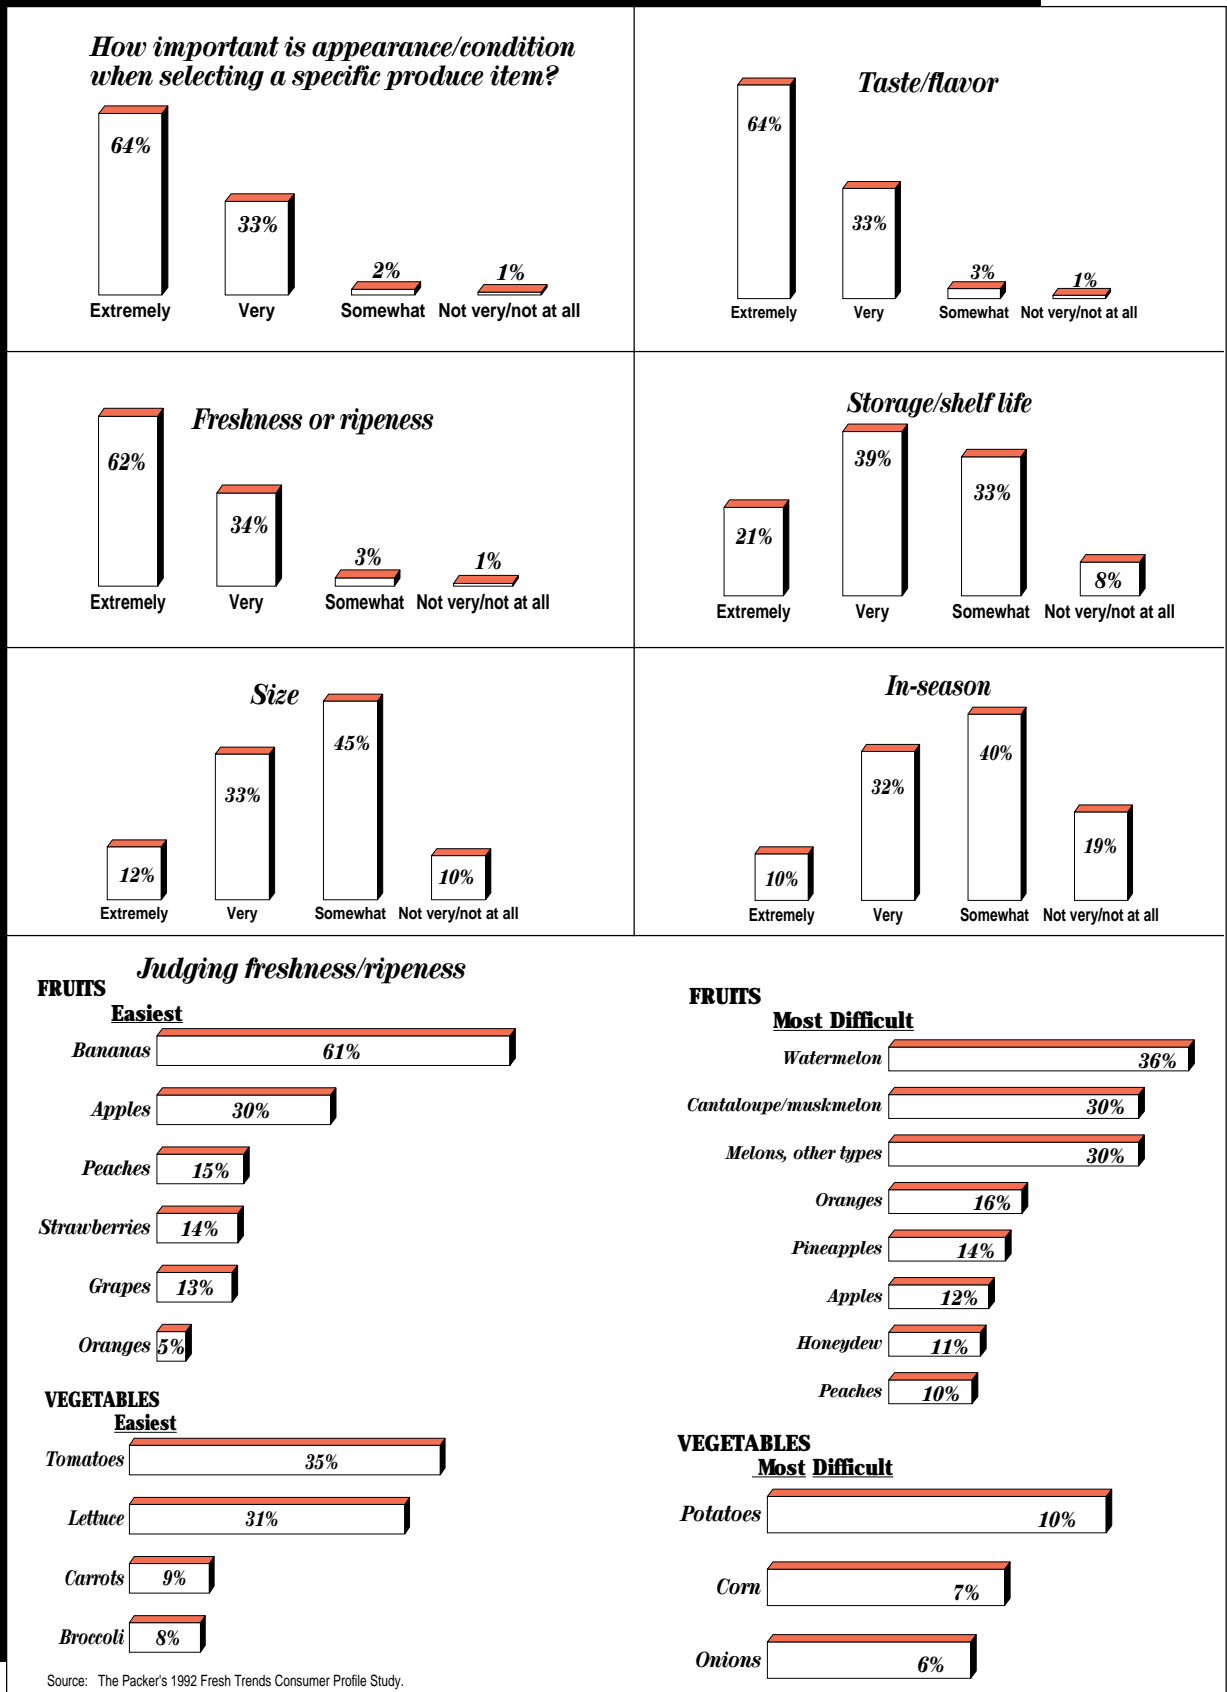 How important is appearance/condition
when selecting a specific produce item?
64%
33%
2%
1%
Extremely
Very
Somewhat
Not very/not at all
Taste/flavor
64%
33%
3%
1%
Extremely
Very
Somewhat
Not very/not at all
Freshness or ripeness
62%
34%
3%
1%
Extremely
Very
Somewhat
Not very/not at all
Storage/shelf life
21%
39%
33%
8%
Extremely
Very
Somewhat
Not very/not at all
Size
12%
33%
45%
10%
Extremely
Very
Somewhat
Not very/not at all
In-season
10%
32%
40%
19%
Extremely
Very
Somewhat
Not very/not at all
Judging freshness/ripeness
FRUITS
Easiest
Bananas 61%
Apples 30%
Peaches 15%
Strawberries 14%
Grapes 13%
Oranges 5%
VEGETABLES
Easiest
Tomatoes 35%
Lettuce 31%
Carrots 9%
Broccoli 8%
FRUITS
Most Difficult
Watermelon 36%
Cantaloupe/muskmelon 30%
Melons, other types 30%
Oranges 16%
Pineapples 14%
Apples 12%
Honeydew 11%
Peaches 10%
VEGETABLES
Most Difficult
Potatoes 10%
Corn 7%
Onions 6%
Source: The Packer's 1992 Fresh Trends Consumer Profile Study.